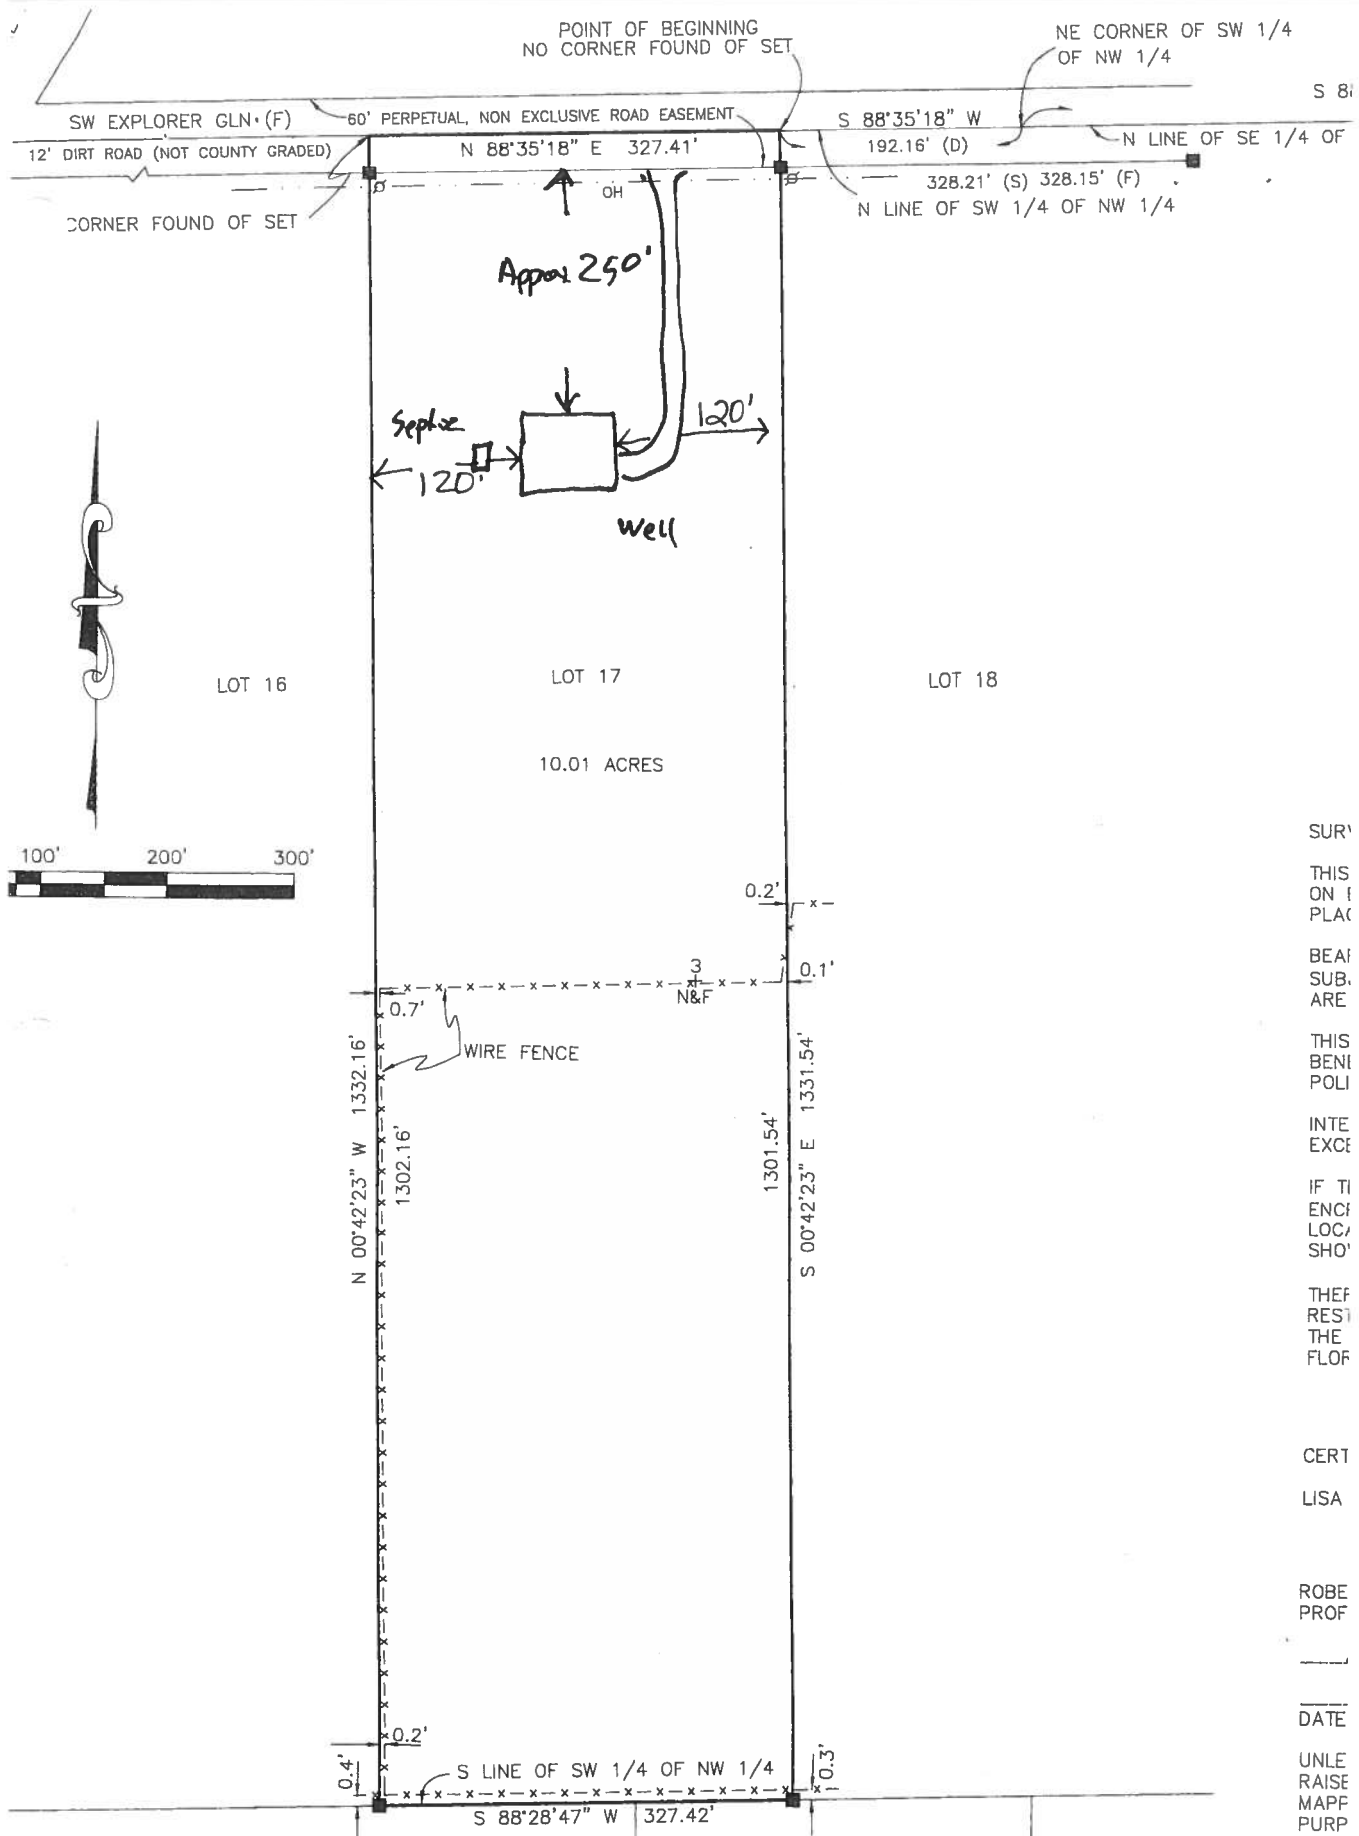 POINT OF BEGINNING
NO CORNER FOUND OF SET
NE CORNER OF SW 1/4
OF NW 1/4
S 8
SW EXPLORER GLN. (F)
60' PERPETUAL, NON EXCLUSIVE ROAD EASEMENT
S 88°35'18" W
12' DIRT ROAD (NOT COUNTY GRADED)
N 88°35'18" E 327.41'
192.16' (D)
N LINE OF SE 1/4 OF
328.21' (S) 328.15' (F)
OH
N LINE OF SW 1/4 OF NW 1/4
CORNER FOUND OF SET
Approx 250'
Septic
120'
120'
Well
LOT 16
LOT 17
LOT 18
10.01 ACRES
100' 200' 300'
0.2'
3
N&F
0.1'
0.7'
WIRE FENCE
N 00°42'23" W 1332.16'
1302.16'
1301.54'
S 00°42'23" E 1331.54'
0.2'
0.4'
0.3'
S LINE OF SW 1/4 OF NW 1/4
S 88°28'47" W 327.42'
SURV
THIS
ON
PLAC
BEAR
SUB
ARE
THIS
BENE
POLI
INTE
EXCE
IF T
ENCR
LOCA
SHO
THER
REST
THE
FLOR
CERT
LISA
ROBE
PROF
DATE
UNLE
RAISE
MAPP
PURP